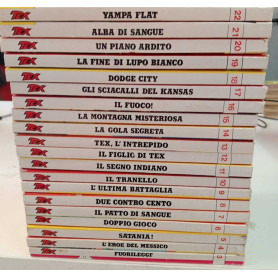 TEX YAMPA FLAT 22
TEX ALBA DI SANGUE 21
TEX UN PIANO ARDITO 20
TEX LA FINE DI LUPO BIANCO 19
TEX DODGE CITY 18
TEX GLI SCIACALLI DEL KANSAS 17
TEX IL FUOCO! 16
TEX LA MONTAGNA MISTERIOSA 15
TEX LA GOLA SEGRETA 14
TEX TEX, L'INTREPIDO 13
TEX IL FIGLIO DI TEX 12
TEX IL SEGNO INDIANO 11
TEX IL TRANELLO 10
TEX L'ULTIMA BATTAGLIA 9
TEX DUE CONTRO CENTO 8
TEX IL PATTO DI SANGUE 7
TEX DOPPIO GIOCO 6
TEX SATANIA! 5
TEX L'EROE DEL MESSICO 4
TEX FUORILEGGE 3